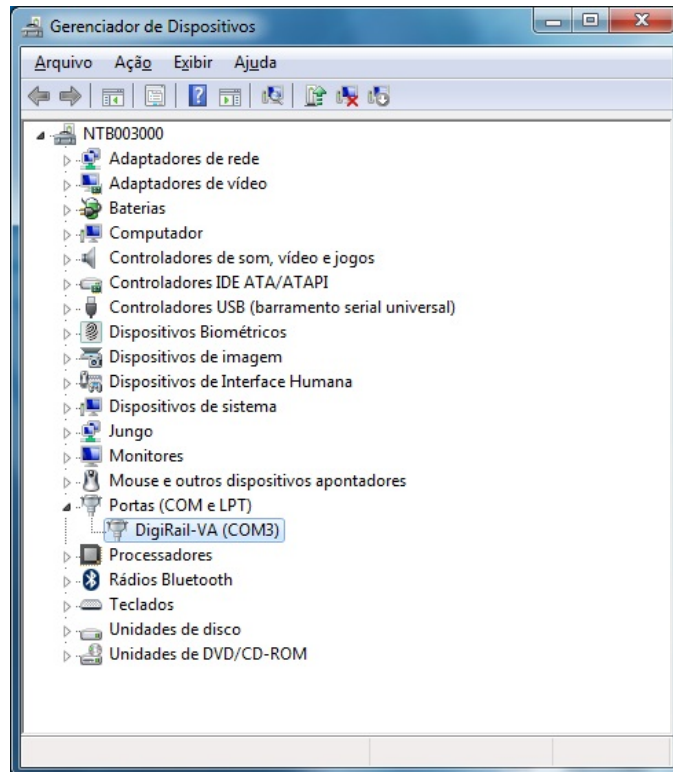 Gerenciador de Dispositivos
Arquivo Ação Exibir Ajuda
NTB003000
Adaptadores de rede
Adaptadores de vídeo
Baterias
Computador
Controladores de som, vídeo e jogos
Controladores IDE ATA/ATAPI
Controladores USB (barramento serial universal)
Dispositivos Biométricos
Dispositivos de imagem
Dispositivos de Interface Humana
Dispositivos de sistema
Jungo
Monitores
Mouse e outros dispositivos apontadores
Portas (COM e LPT)
DigiRail-VA (COM3)
Processadores
Rádios Bluetooth
Teclados
Unidades de disco
Unidades de DVD/CD-ROM